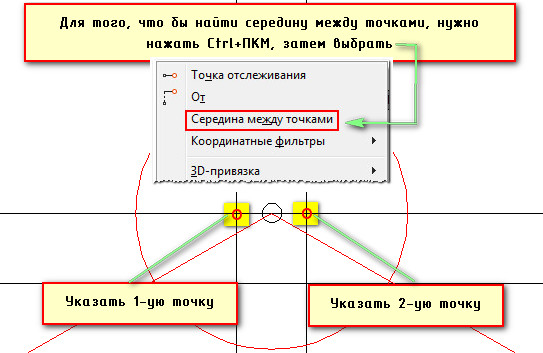 Для того, что бы найти середину между точками, нужно
нажать Ctrl+ПКМ, затем выбрать
Точка отслеживания
От
Середина между точками
Координатные фильтры
3D-привязка
Указать 1-ую точку
Указать 2-ую точку